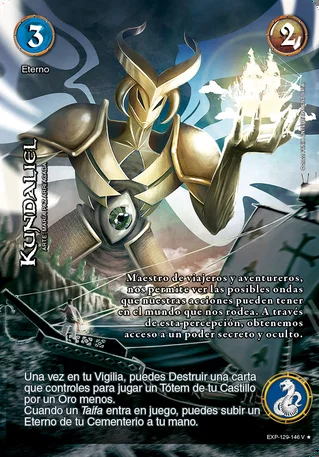 3
2
Eterno
KUNDALIEL
Maestro de viajeros y aventureros,
nos permite ver las posibles ondas
que nuestras acciones pueden tener
en el mundo que nos rodea. A través
de esta percepción, obtenemos
acceso a un poder secreto y oculto.
Una vez en tu Vigilia, puedes Destruir una carta
que controles para jugar un Tótem de tu Castillo
por un Oro menos.
Cuando un Taifa entra en juego, puedes subir un
Eterno de tu Cementerio a tu mano.
EXP-129-146 V ★